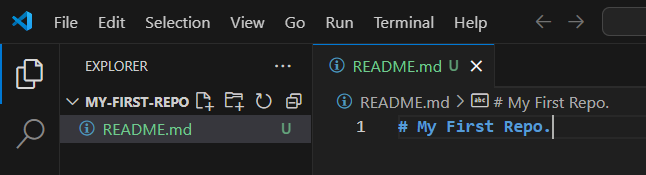 File Edit Selection View Go Run Terminal Help
EXPLORER ···
MY-FIRST-REPO
README.md U
README.md U
README.md > abc # My First Repo.
1 # My First Repo.